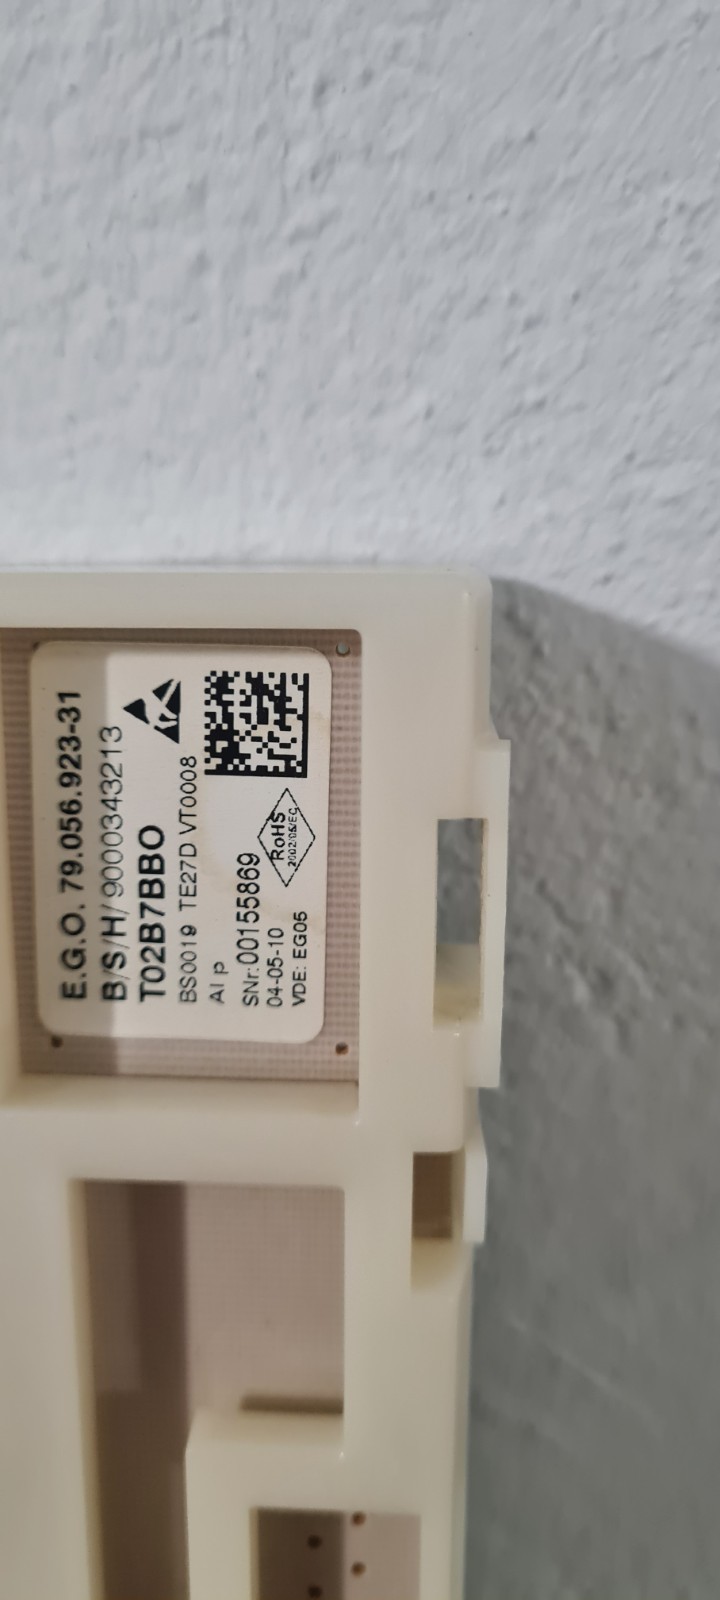 E.G.O. 79.056.923-31
B/S/H/ 9000343213
T02B7BBO
BS0019 TE27D VT0008
AI p
SNr:00155869
04-05-10
VDE: EG05
RoHS
2002/95/EC